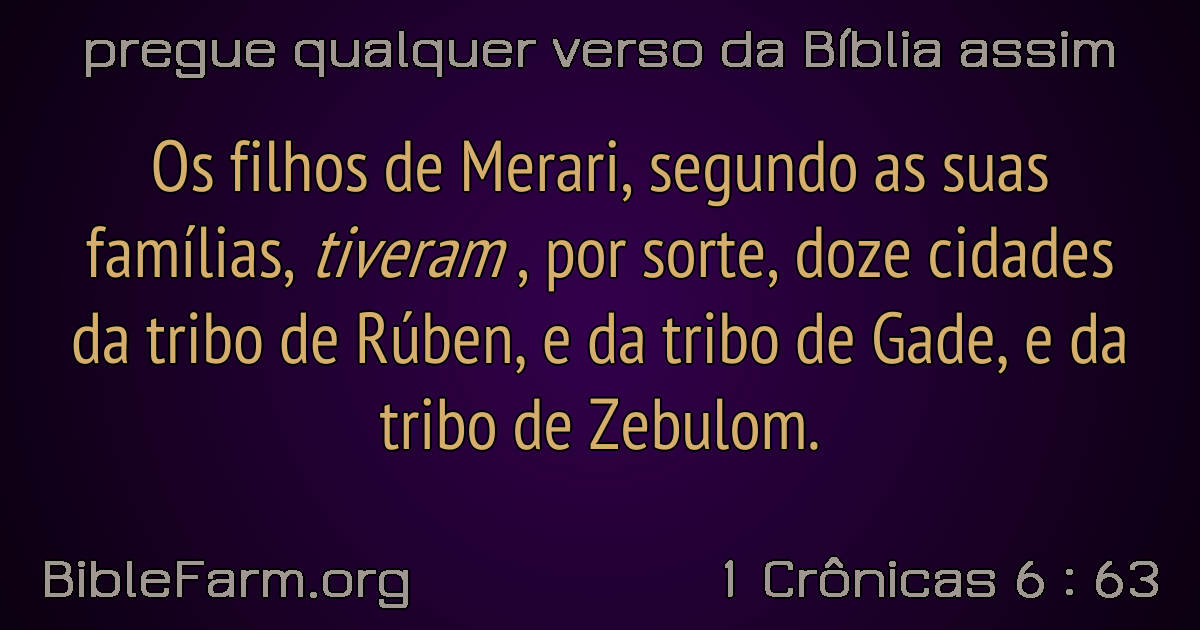 pregue qualquer verso da Bíblia assim
Os filhos de Merari, segundo as suas
famílias, tiveram , por sorte, doze cidades
da tribo de Rúben, e da tribo de Gade, e da
tribo de Zebulom.
BibleFarm.org
1 Crônicas 6 : 63